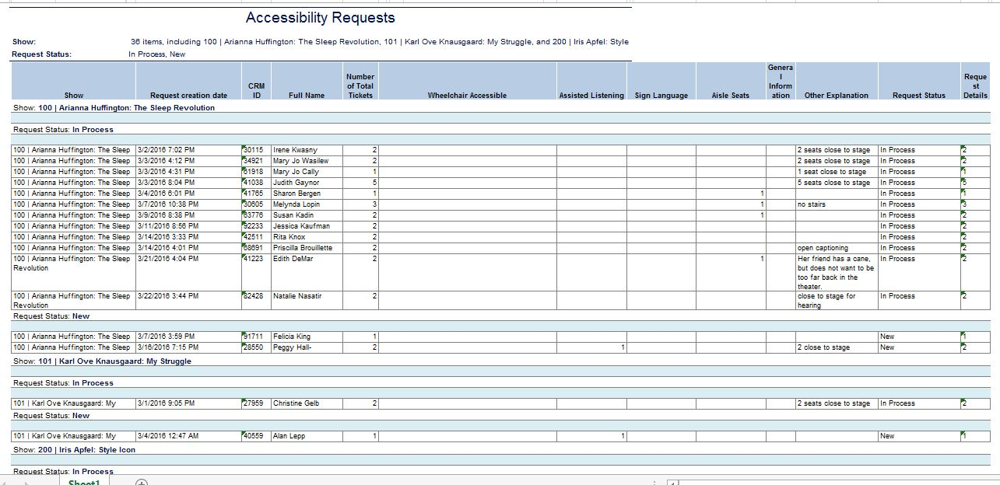 Accessibility Requests
Show: 36 items, including 100 | Arianna Huffington: The Sleep Revolution, 101 | Karl Ove Knausgaard: My Struggle, and 200 | Iris Apfel: Style
Request Status: In Process, New
Show Request creation date CRM ID Full Name Number of Total Tickets Wheelchair Accessible Assisted Listening Sign Language Aisle Seats Genera l Inform ation Other Explanation Request Status Reque st Details
Show: 100 | Arianna Huffington: The Sleep Revolution
Request Status: In Process
100 | Arianna Huffington: The Sleep 3/2/2016 7:02 PM 30115 Irene Kwasny 2 2 seats close to stage In Process 2
100 | Arianna Huffington: The Sleep 3/3/2016 4:12 PM 34921 Mary Jo Wasilew 2 2 seats close to stage In Process 2
100 | Arianna Huffington: The Sleep 3/3/2016 4:31 PM 61918 Mary Jo Cally 1 1 seat close to stage In Process 1
100 | Arianna Huffington: The Sleep 3/3/2016 8:04 PM 41038 Judith Gaynor 5 5 seats close to stage In Process 5
100 | Arianna Huffington: The Sleep 3/4/2016 6:01 PM 41765 Sharon Bergen 1 1 In Process 1
100 | Arianna Huffington: The Sleep 3/7/2016 10:38 PM 30605 Melynda Lopin 3 1 no stairs In Process 3
100 | Arianna Huffington: The Sleep 3/9/2016 8:38 PM 63776 Susan Kadin 2 1 In Process 2
100 | Arianna Huffington: The Sleep 3/11/2016 8:56 PM 92233 Jessica Kaufman 2 In Process 2
100 | Arianna Huffington: The Sleep 3/14/2016 3:33 PM 42511 Rita Knox 2 In Process 2
100 | Arianna Huffington: The Sleep 3/14/2016 4:01 PM 68691 Priscilla Brouillette 2 open captioning In Process 2
100 | Arianna Huffington: The Sleep 3/21/2016 4:04 PM 41223 Edith DeMar 2 1 Her friend has a cane, In Process 2
Revolution but does not want to be
too far back in the
theater.
100 | Arianna Huffington: The Sleep 3/22/2016 3:44 PM 82428 Natalie Nasatir 2 close to stage for In Process 2
Revolution hearing
Request Status: New
100 | Arianna Huffington: The Sleep 3/7/2016 3:59 PM 91711 Felicia King 1 New 1
100 | Arianna Huffington: The Sleep 3/16/2016 7:15 PM 28550 Peggy Hall- 2 1 2 close to stage New 2
Show: 101 | Karl Ove Knausgaard: My Struggle
Request Status: In Process
101 | Karl Ove Knausgaard: My 3/1/2016 9:05 PM 27959 Christine Gelb 2 2 seats close to stage In Process 2
Request Status: New
101 | Karl Ove Knausgaard: My 3/4/2016 12:47 AM 40559 Alan Lepp 1 1 New 1
Show: 200 | Iris Apfel: Style Icon
Request Status: In Process
Sheet1